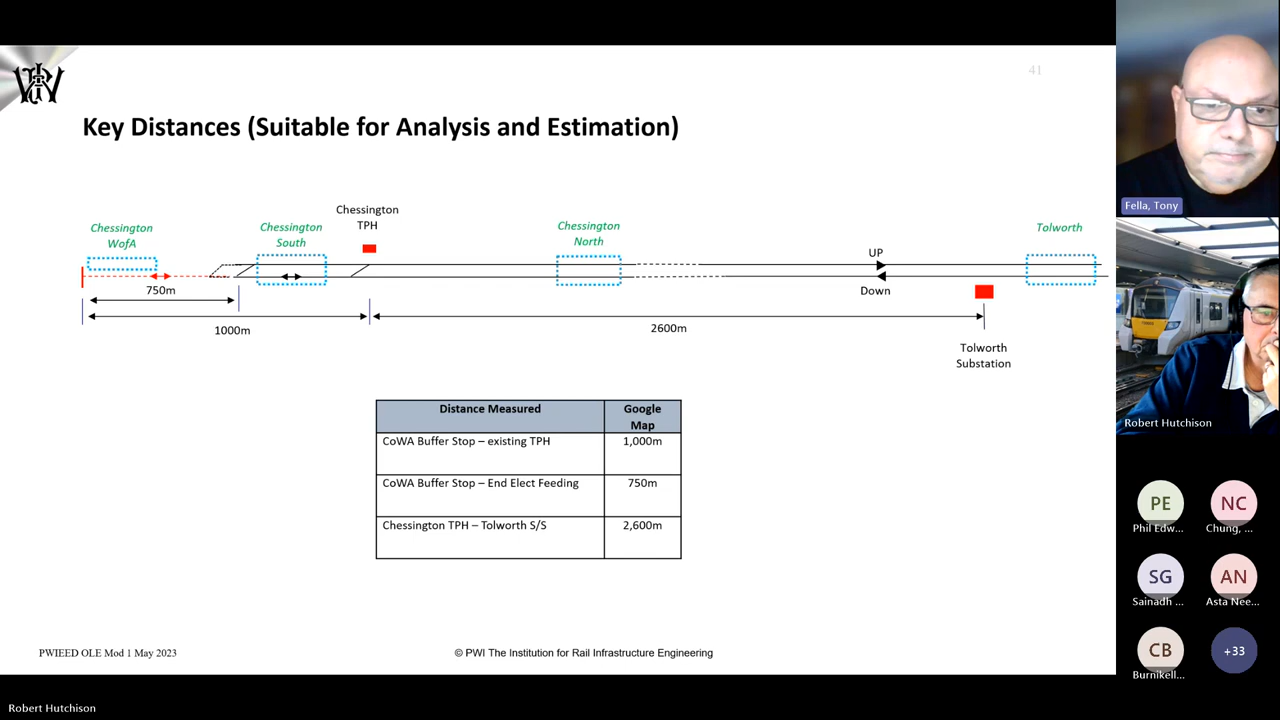 41
Key Distances (Suitable for Analysis and Estimation)
Chessington
WofA
Chessington
South
Chessington
TPH
Chessington
North
Tolworth
UP
Down
750m
1000m
2600m
Tolworth
Substation
Distance Measured
Google
Map
CoWA Buffer Stop – existing TPH
1,000m
CoWA Buffer Stop – End Elect Feeding
750m
Chessington TPH – Tolworth S/S
2,600m
PWIEED OLE Mod 1 May 2023
© PWI The Institution for Rail Infrastructure Engineering
Fella, Tony
Robert Hutchison
PE
Phil Edw...
NC
Chung, ...
SG
Sainadh ...
AN
Asta Nee...
CB
Burnikell...
+33
Robert Hutchison